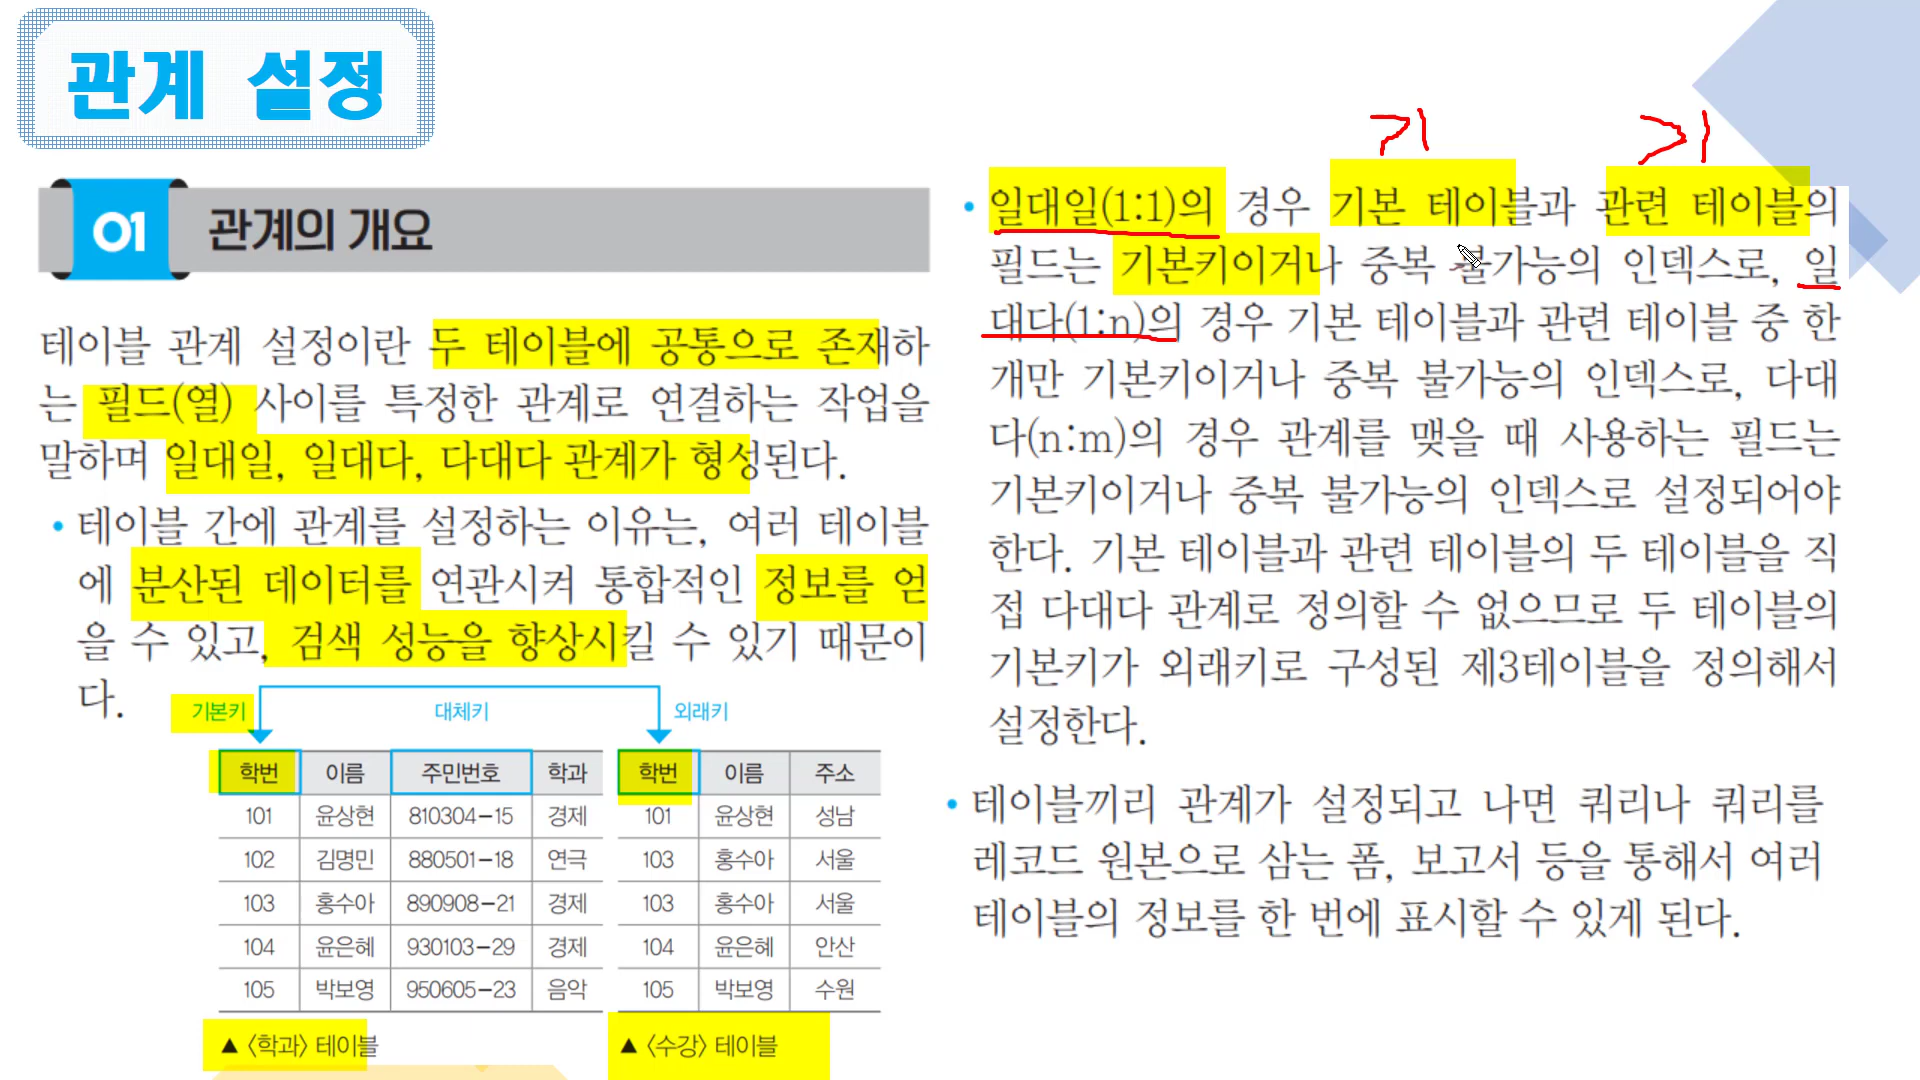 관계 설정
01 관계의 개요
테이블 관계 설정이란 두 테이블에 공통으로 존재하
는 필드(열) 사이를 특정한 관계로 연결하는 작업을
말하며 일대일, 일대다, 다대다 관계가 형성된다.
• 테이블 간에 관계를 설정하는 이유는, 여러 테이블
에 분산된 데이터를 연관시켜 통합적인 정보를 얻
을 수 있고, 검색 성능을 향상시킬 수 있기 때문이
다.
기본키 대체키 외래키
학번 이름 주민번호 학과
101 윤상현 810304-15 경제
102 김명민 880501-18 연극
103 홍수아 890908-21 경제
104 윤은혜 930103-29 경제
105 박보영 950605-23 음악
▲ 〈학과〉 테이블
학번 이름 주소
101 윤상현 성남
103 홍수아 서울
103 홍수아 서울
104 윤은혜 안산
105 박보영 수원
▲ 〈수강〉 테이블
기 기
• 일대일(1:1)의 경우 기본 테이블과 관련 테이블의
필드는 기본키이거나 중복 불가능의 인덱스로, 일
대다(1:n)의 경우 기본 테이블과 관련 테이블 중 한
개만 기본키이거나 중복 불가능의 인덱스로, 다대
다(n:m)의 경우 관계를 맺을 때 사용하는 필드는
기본키이거나 중복 불가능의 인덱스로 설정되어야
한다. 기본 테이블과 관련 테이블의 두 테이블을 직
접 다대다 관계로 정의할 수 없으므로 두 테이블의
기본키가 외래키로 구성된 제3테이블을 정의해서
설정한다.
• 테이블끼리 관계가 설정되고 나면 쿼리나 쿼리를
레코드 원본으로 삼는 폼, 보고서 등을 통해서 여러
테이블의 정보를 한 번에 표시할 수 있게 된다.